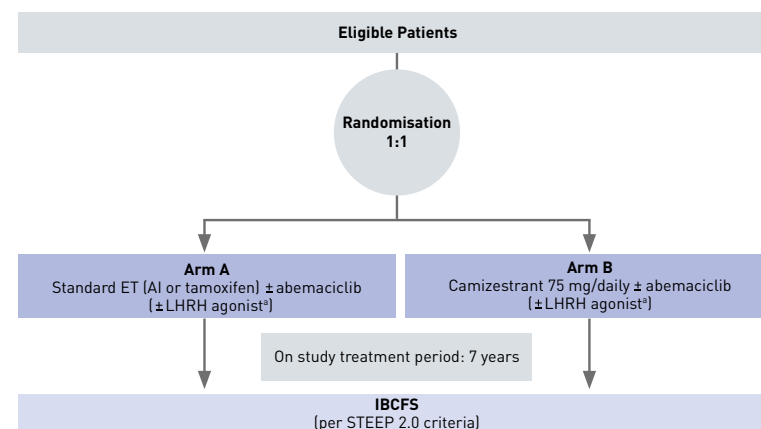 Eligible Patients
Randomisation
1:1
Arm A
Standard ET (AI or tamoxifen) ± abemaciclib
(±LHRH agonistᵃ)
Arm B
Camizestrant 75 mg/daily ± abemaciclib
(±LHRH agonistᵃ)
On study treatment period: 7 years
IBCFS
(per STEEP 2.0 criteria)